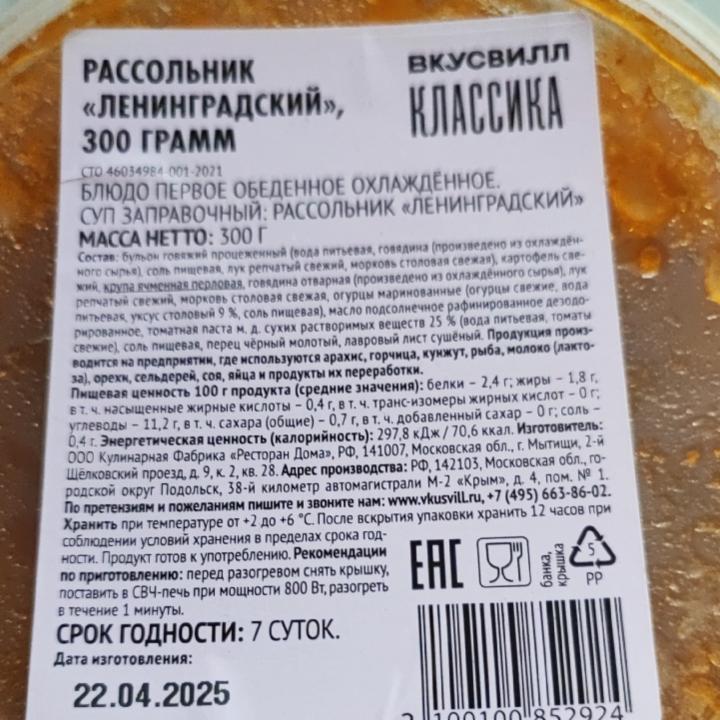 РАССОЛЬНИК
«ЛЕНИНГРАДСКИЙ»,
300 ГРАММ
ВКУСВИЛЛ
КЛАССИКА
СТО 46034984-001-2021
БЛЮДО ПЕРВОЕ ОБЕДЕННОЕ ОХЛАЖДЁННОЕ.
СУП ЗАПРАВОЧНЫЙ: РАССОЛЬНИК «ЛЕНИНГРАДСКИЙ»
МАССА НЕТТО: 300 Г
Состав: бульон говяжий процеженный (вода питьевая, говядина (произведено из охлаждён-
ного сырья), соль пищевая, лук репчатый свежий, морковь столовая свежая), картофель све-
жий, крупа ячменная перловая, говядина отварная (произведено из охлаждённого сырья), лук
репчатый свежий, морковь столовая свежая, огурцы маринованные (огурцы свежие, вода
питьевая, уксус столовый 9 %, соль пищевая), масло подсолнечное рафинированное дезодо-
рированное, томатная паста м. д. сухих растворимых веществ 25 % (вода питьевая, томаты
свежие), соль пищевая, перец чёрный молотый, лавровый лист сушёный. Продукция произ-
водится на предприятии, где используются арахис, горчица, кунжут, рыба, молоко (лакто-
за), орехи, сельдерей, соя, яйца и продукты их переработки.
Пищевая ценность 100 г продукта (средние значения): белки – 2,4 г; жиры – 1,8 г,
в т. ч. насыщенные жирные кислоты – 0,4 г, в т. ч. транс-изомеры жирных кислот – 0 г;
углеводы – 11,2 г, в т. ч. сахара (общие) – 0,7 г, в т. ч. добавленный сахар – 0 г; соль –
0,4 г. Энергетическая ценность (калорийность): 297,8 кДж / 70,6 ккал. Изготовитель:
ООО Кулинарная Фабрика «Ресторан Дома», РФ, 141007, Московская обл., г. Мытищи, 2-й
Щёлковский проезд, д. 9, к. 2, кв. 28. Адрес производства: РФ, 142103, Московская обл., го-
родской округ Подольск, 38-й километр автомагистрали М-2 «Крым», д. 4, пом. № 1.
По претензиям и пожеланиям пишите и звоните нам: www.vkusvill.ru, +7 (495) 663-86-02.
Хранить при температуре от +2 до +6 °C. После вскрытия упаковки хранить 12 часов при
соблюдении условий хранения в пределах срока год-
ности. Продукт готов к употреблению. Рекомендации
по приготовлению: перед разогревом снять крышку,
поставить в СВЧ-печь при мощности 800 Вт, разогреть
в течение 1 минуты.
EAC
банка,
крышка
5
PP
СРОК ГОДНОСТИ: 7 СУТОК.
Дата изготовления:
22.04.2025
2 100100 852924